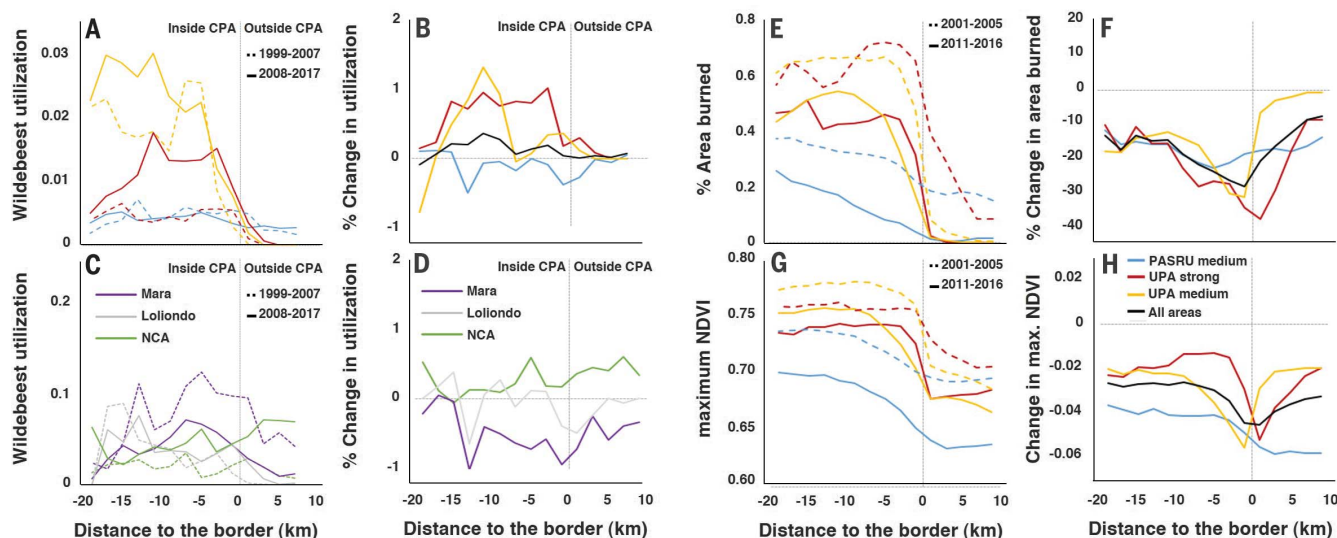 A
Inside CPA
Outside CPA
1999-2007
2008-2017
Wildebeest utilization
0.03
0.02
0.01
0
B
Inside CPA
Outside CPA
% Change in utilization
2
1
0
-1
E
2001-2005
2011-2016
% Area burned
0.8
0.6
0.4
0.2
0
F
% Change in area burned
20
10
0
-10
-20
-30
-40
C
Inside CPA
Outside CPA
Mara
Loliondo
NCA
1999-2007
2008-2017
Wildebeest utilization
0.2
0.1
0
-20 -15 -10 -5 0 5 10
Distance to the border (km)
D
Inside CPA
Outside CPA
Mara
Loliondo
NCA
% Change in utilization
2
1
0
-1
-20 -15 -10 -5 0 5 10
Distance to the border (km)
G
2001-2005
2011-2016
maximum NDVI
0.80
0.75
0.70
0.65
0.60
-20 -15 -10 -5 0 5 10
Distance to the border (km)
H
PASRU medium
UPA strong
UPA medium
All areas
Change in max. NDVI
0.02
0
-0.02
-0.04
-0.06
-20 -15 -10 -5 0 5 10
Distance to the border (km)